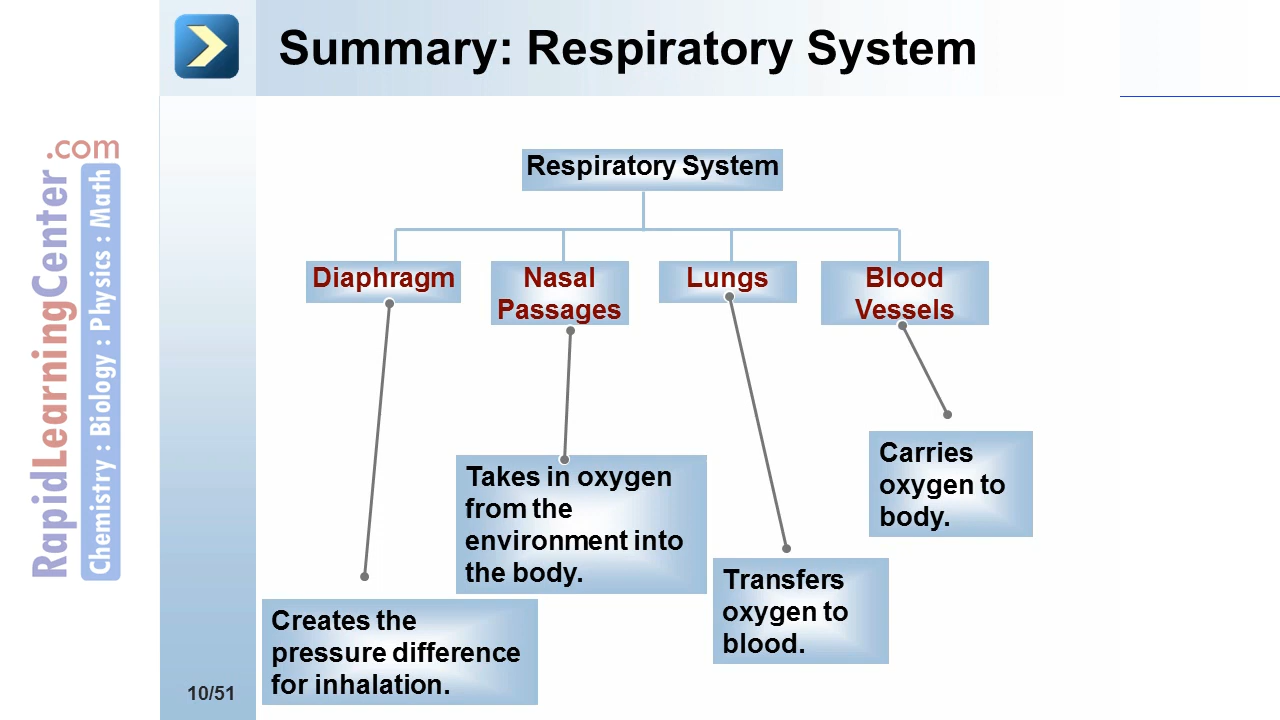 Summary: Respiratory System
RapidLearningCenter.com
Chemistry : Biology : Physics : Math
Respiratory System
Diaphragm
Nasal
Passages
Lungs
Blood
Vessels
Carries
oxygen to
body.
Takes in oxygen
from the
environment into
the body.
Transfers
oxygen to
blood.
Creates the
pressure difference
for inhalation.
10/51